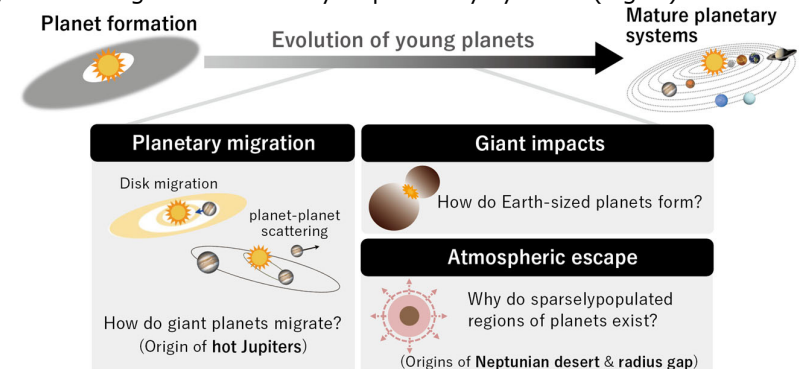 Planet formation
Evolution of young planets
Mature planetary
systems
Planetary migration
Disk migration
planet-planet
scattering
How do giant planets migrate?
(Origin of hot Jupiters)
Giant impacts
How do Earth-sized planets form?
Atmospheric escape
Why do sparselypopulated
regions of planets exist?
(Origins of Neptunian desert & radius gap)